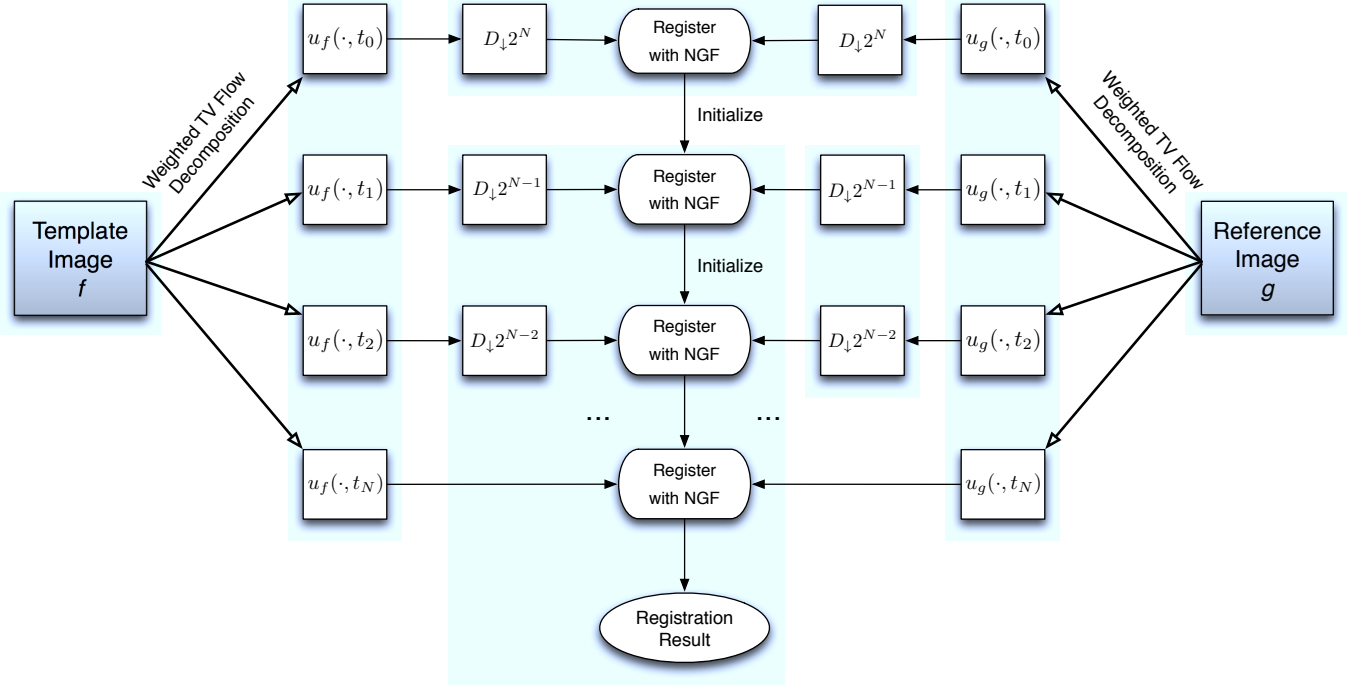 u_f(·, t_0)
D_↓2^N
Register
with NGF
D_↓2^N
u_g(·, t_0)
Weighted TV Flow
Decomposition
Weighted TV Flow
Decomposition
Initialize
u_f(·, t_1)
D_↓2^{N−1}
Register
with NGF
D_↓2^{N−1}
u_g(·, t_1)
Template
Image
f
Reference
Image
g
Initialize
u_f(·, t_2)
D_↓2^{N−2}
Register
with NGF
D_↓2^{N−2}
u_g(·, t_2)
...
...
u_f(·, t_N)
Register
with NGF
u_g(·, t_N)
Registration
Result